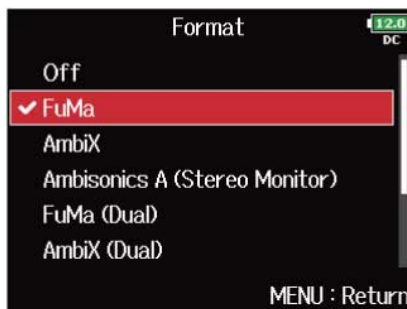 Format
12.0
DC
Off
FuMa
AmbiX
Ambisonics A (Stereo Monitor)
FuMa (Dual)
AmbiX (Dual)
MENU : Return